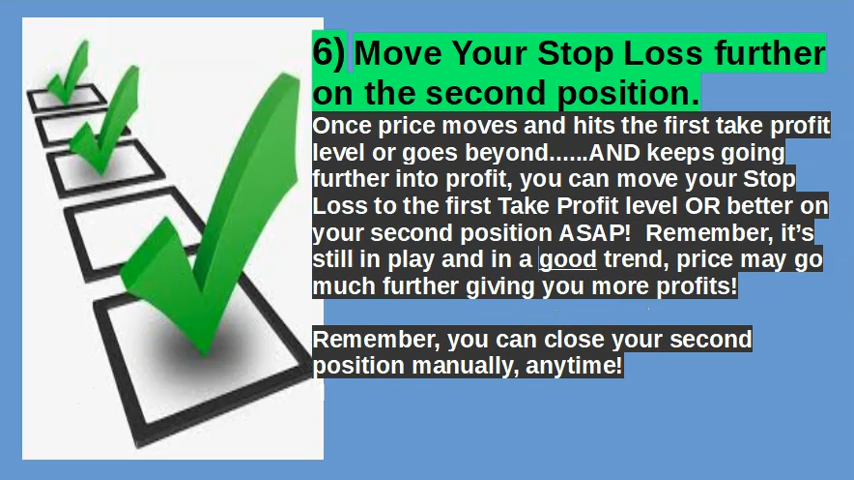 6) Move Your Stop Loss further
on the second position.
Once price moves and hits the first take profit
level or goes beyond......AND keeps going
further into profit, you can move your Stop
Loss to the first Take Profit level OR better on
your second position ASAP!  Remember, it’s
still in play and in a good trend, price may go
much further giving you more profits!
Remember, you can close your second
position manually, anytime!